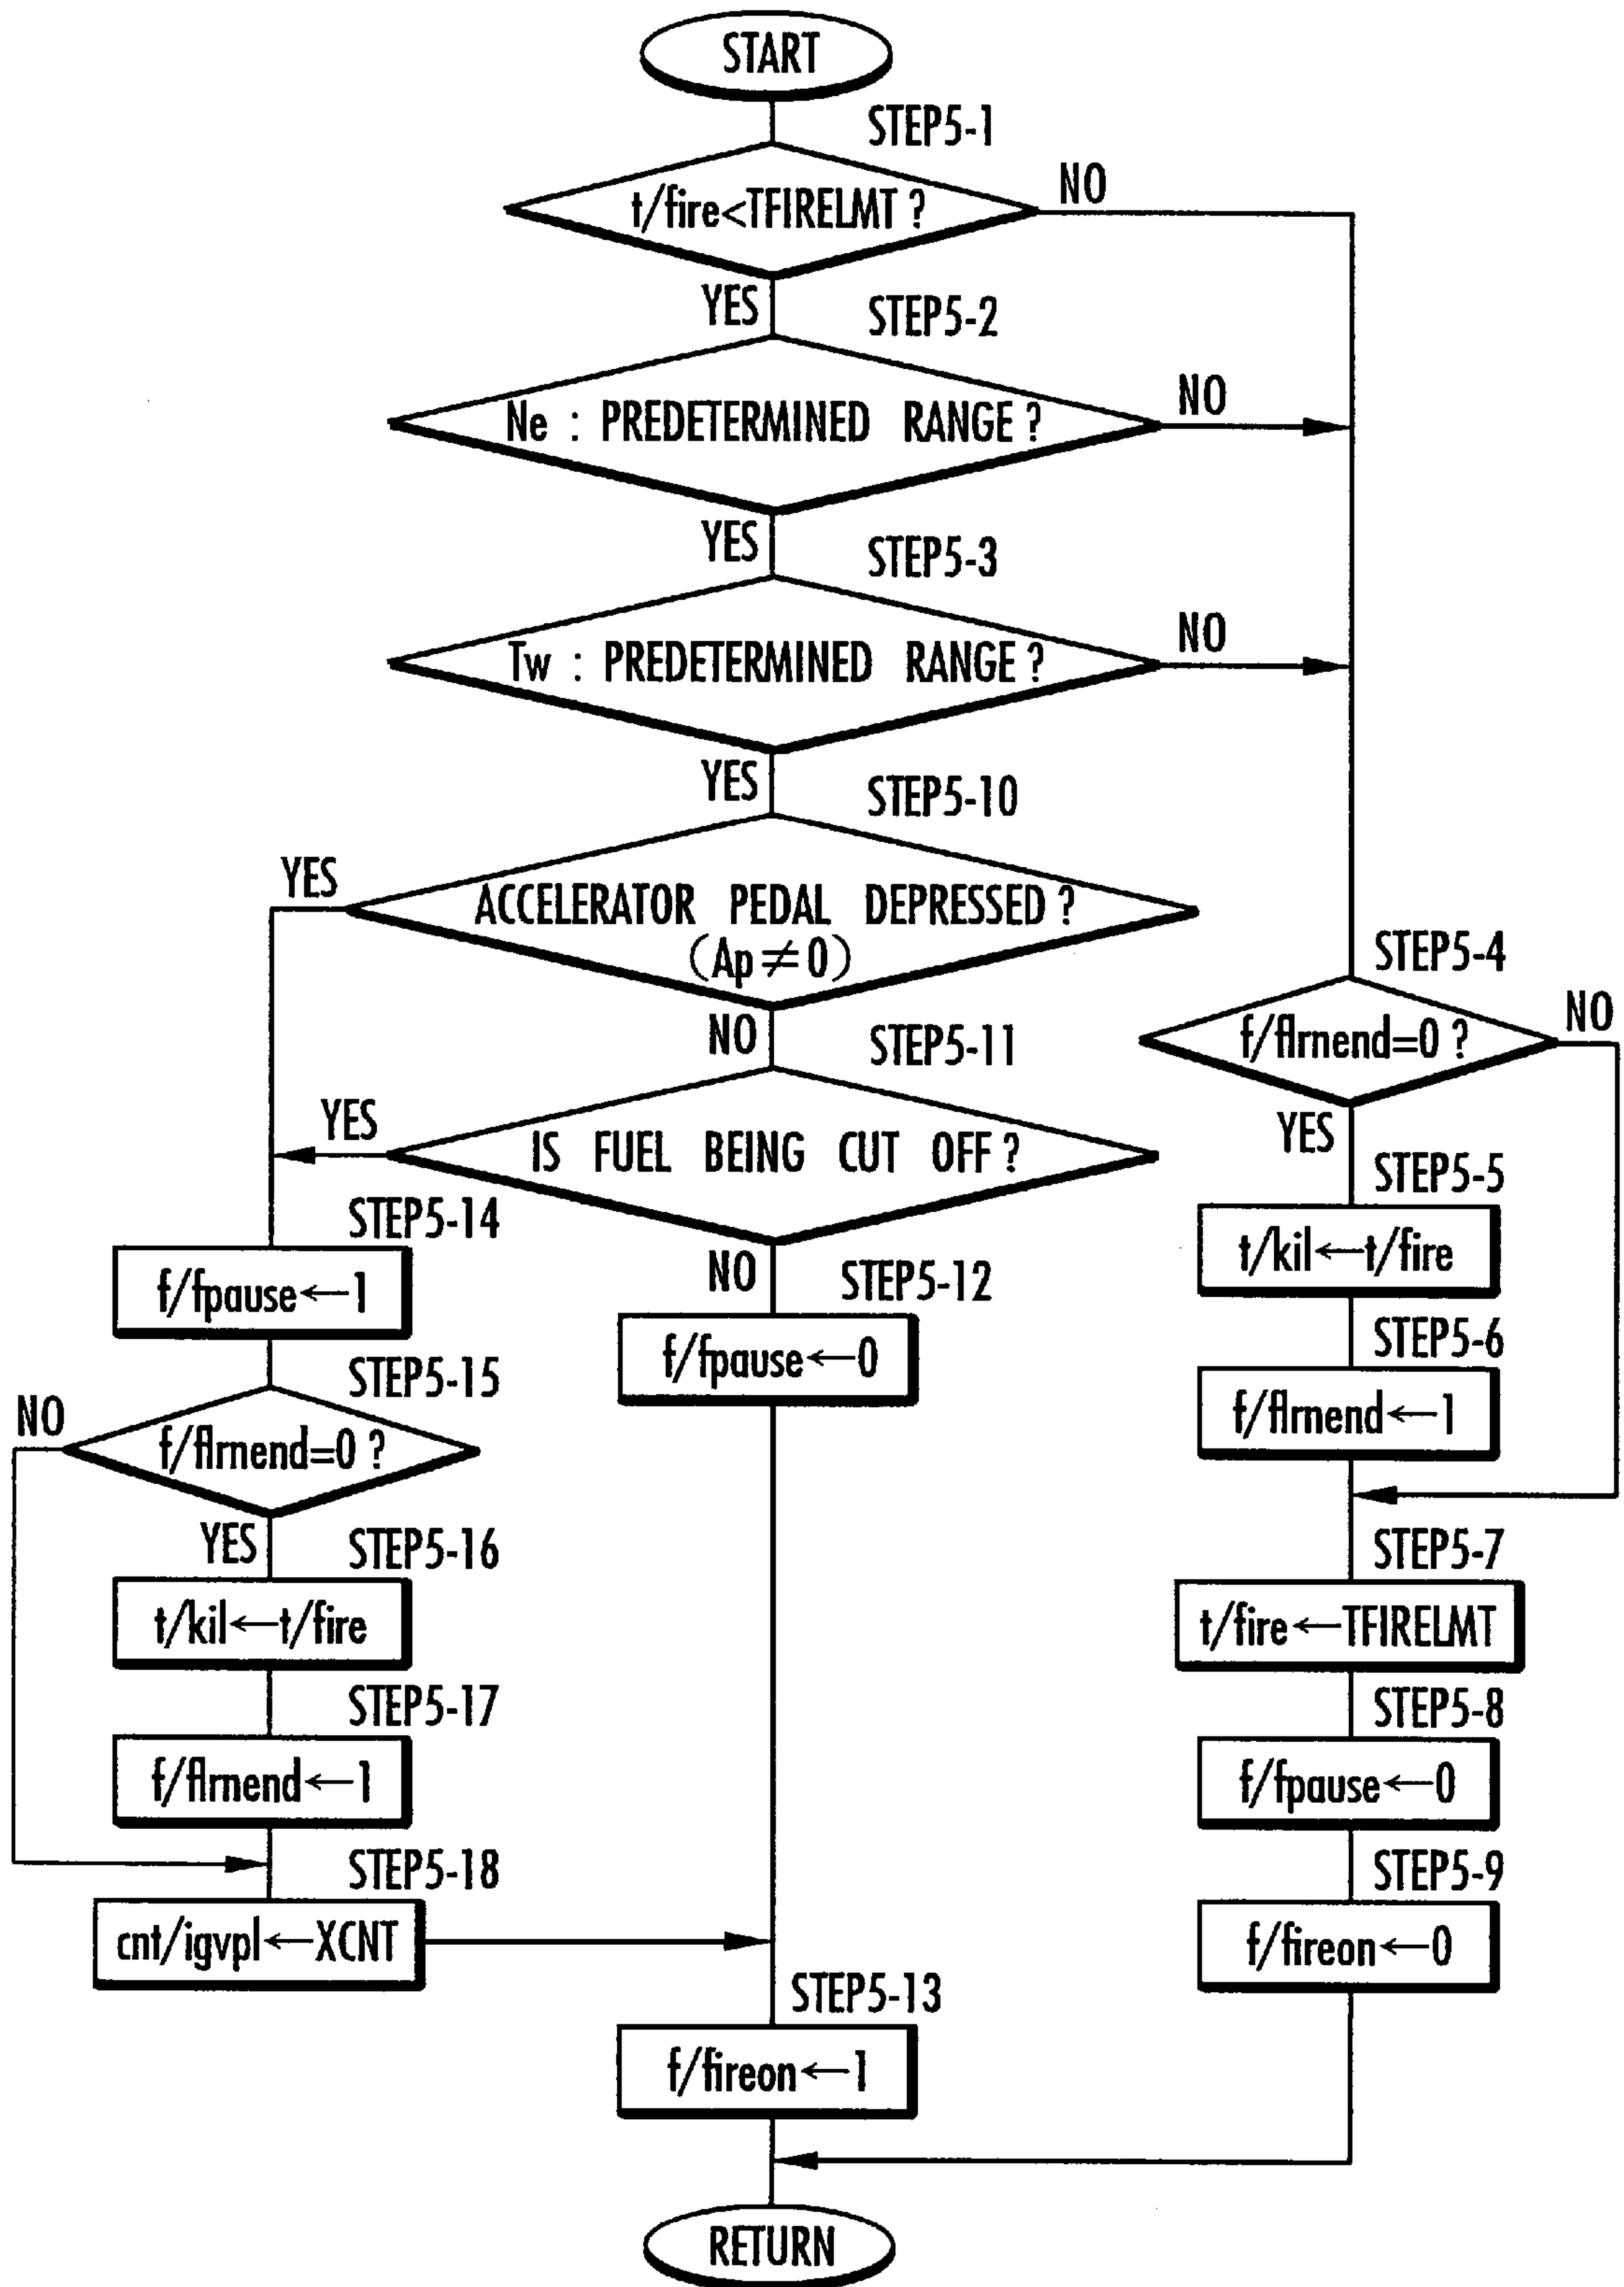 START
STEP5-1
t/fire<TFIRELMT ?
NO
YES
STEP5-2
Ne : PREDETERMINED RANGE ?
NO
YES
STEP5-3
Tw : PREDETERMINED RANGE ?
NO
YES
STEP5-10
YES
ACCELERATOR PEDAL DEPRESSED ?
(Ap≠0)
STEP5-4
f/flrnend=0 ?
NO
NO
STEP5-11
YES
IS FUEL BEING CUT OFF ?
YES
STEP5-5
t/kil←t/fire
STEP5-14
f/fpause←1
NO
STEP5-12
f/fpause←0
STEP5-6
f/flrnend←1
STEP5-15
NO
f/flrnend=0 ?
YES
STEP5-16
t/kil←t/fire
STEP5-7
t/fire←TFIRELMT
STEP5-17
f/flrnend←1
STEP5-8
f/fpause←0
STEP5-18
cnt/igvpl←XCNT
STEP5-9
f/fireon←0
STEP5-13
f/fireon←1
RETURN